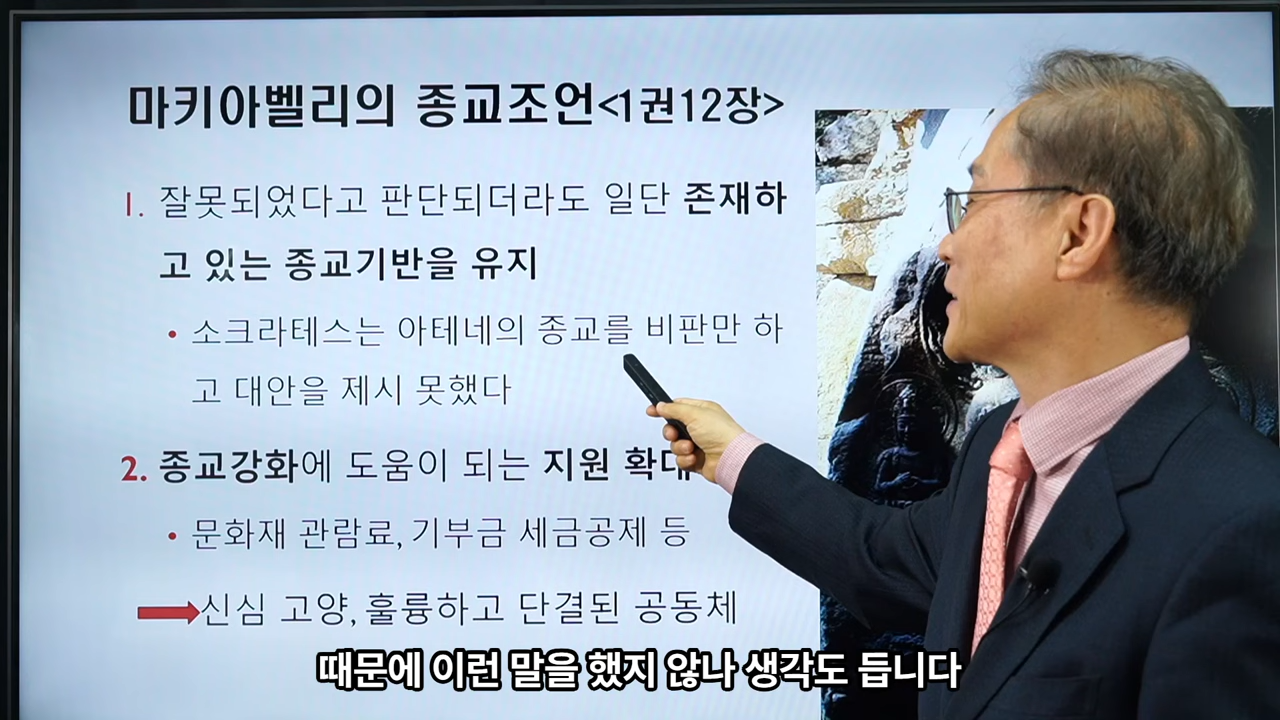 마키아벨리의 종교조언<1권12장>
1. 잘못되었다고 판단되더라도 일단 존재하
고 있는 종교기반을 유지
• 소크라테스는 아테네의 종교를 비판만 하
고 대안을 제시 못했다
2. 종교강화에 도움이 되는 지원 확대
• 문화재 관람료, 기부금 세금공제 등
신심 고양, 훌륭하고 단결된 공동체
때문에 이런 말을 했지 않나 생각도 듭니다